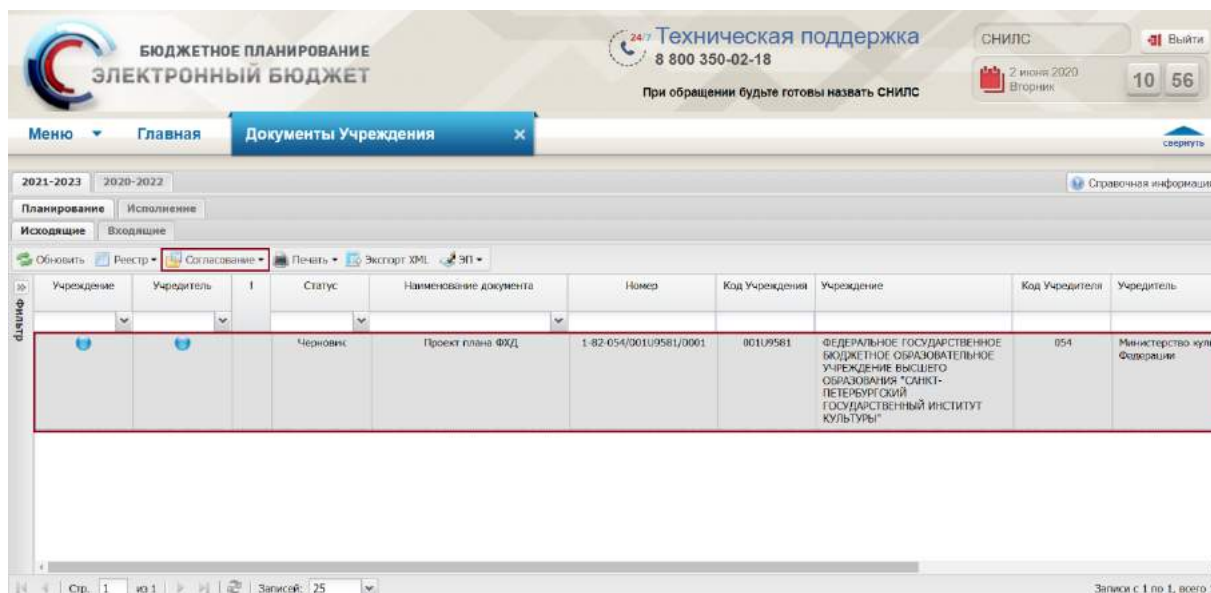 БЮДЖЕТНОЕ ПЛАНИРОВАНИЕ
ЭЛЕКТРОННЫЙ БЮДЖЕТ
24/7 Техническая поддержка
8 800 350-02-18
При обращении будьте готовы назвать СНИЛС
СНИЛС
Выйти
2 июня 2020
Вторник
10 56
Меню Главная Документы Учреждения
свернуть
2021-2023 2020-2022
Справочная информаци
Планирование Исполнение
Исходящие Входящие
Обновить Реестр Согласование Печать Экспорт XML ЭП
Фильтр
Учреждение Учредитель ! Статус Наименование документа Номер Код Учреждения Учреждение Код Учредителя Учредитель
Черновик Проект плана ФХД 1-82-054/001U9581/0001 001U9581 ФЕДЕРАЛЬНОЕ ГОСУДАРСТВЕННОЕ 054 Министерство кул
БЮДЖЕТНОЕ ОБРАЗОВАТЕЛЬНОЕ Федерации
УЧРЕЖДЕНИЕ ВЫСШЕГО
ОБРАЗОВАНИЯ "САНКТ-
ПЕТЕРБУРГСКИЙ
ГОСУДАРСТВЕННЫЙ ИНСТИТУТ
КУЛЬТУРЫ"
Стр. 1 из 1 Записей: 25
Записи с 1 по 1, всего